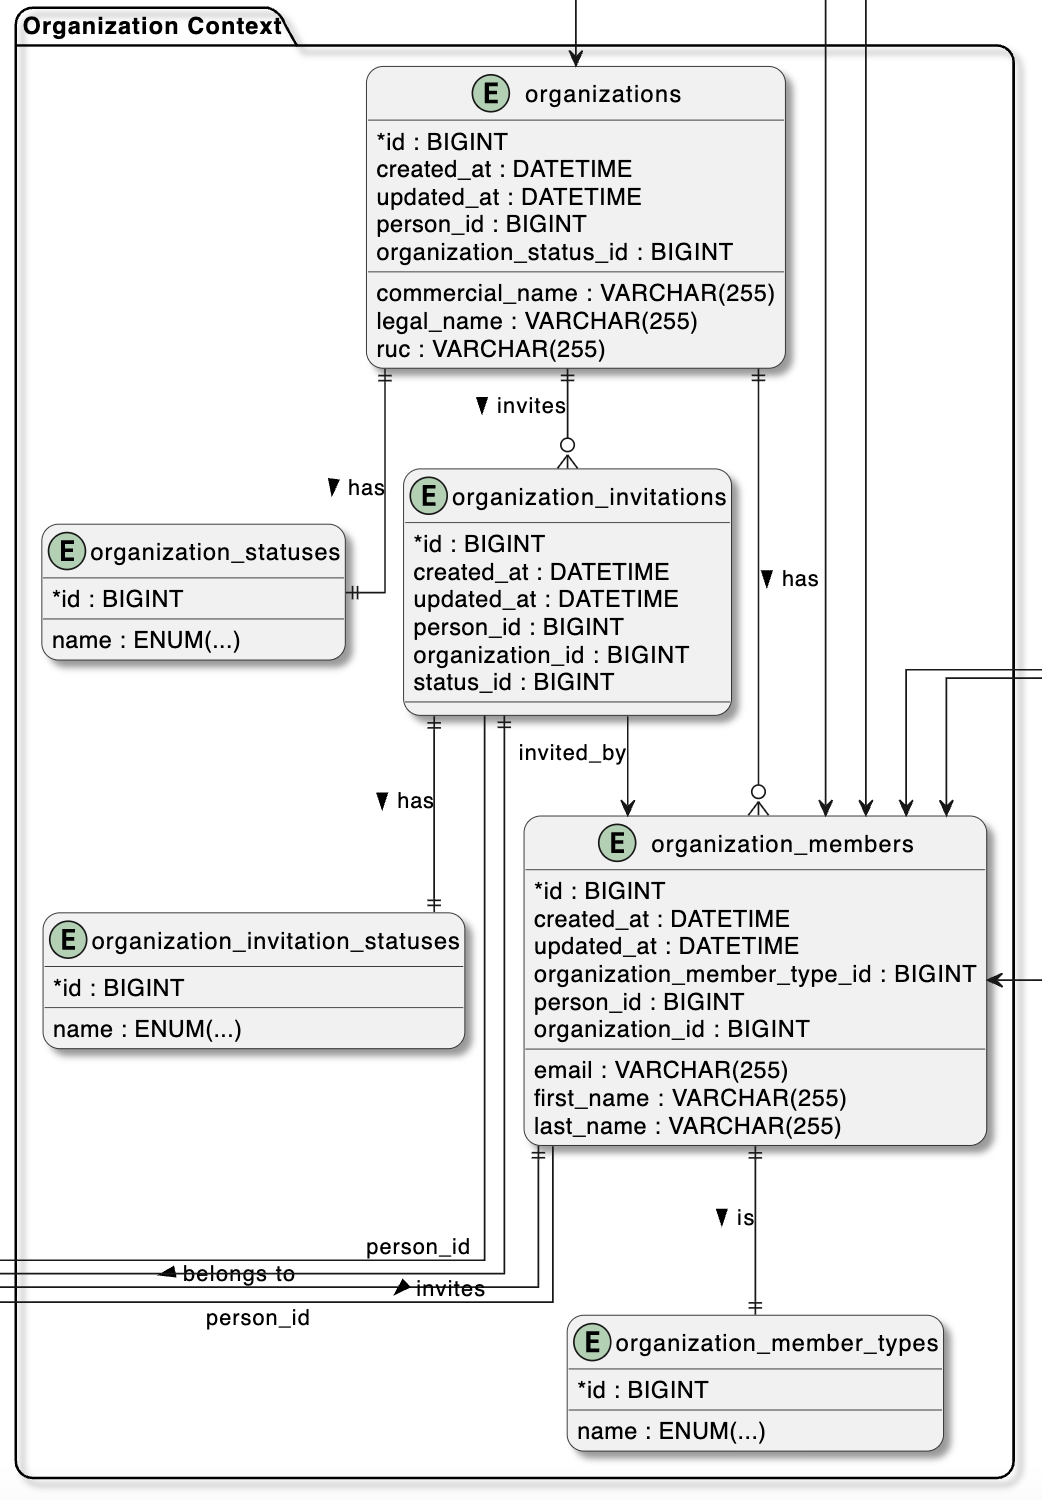 Organization Context
E organizations
*id : BIGINT
created_at : DATETIME
updated_at : DATETIME
person_id : BIGINT
organization_status_id : BIGINT
commercial_name : VARCHAR(255)
legal_name : VARCHAR(255)
ruc : VARCHAR(255)
invites
has
E organization_invitations
*id : BIGINT
created_at : DATETIME
updated_at : DATETIME
person_id : BIGINT
organization_id : BIGINT
status_id : BIGINT
E organization_statuses
*id : BIGINT
name : ENUM(...)
has
invited_by
has
E organization_members
*id : BIGINT
created_at : DATETIME
updated_at : DATETIME
organization_member_type_id : BIGINT
person_id : BIGINT
organization_id : BIGINT
email : VARCHAR(255)
first_name : VARCHAR(255)
last_name : VARCHAR(255)
E organization_invitation_statuses
*id : BIGINT
name : ENUM(...)
is
person_id
belongs to
invites
person_id
E organization_member_types
*id : BIGINT
name : ENUM(...)